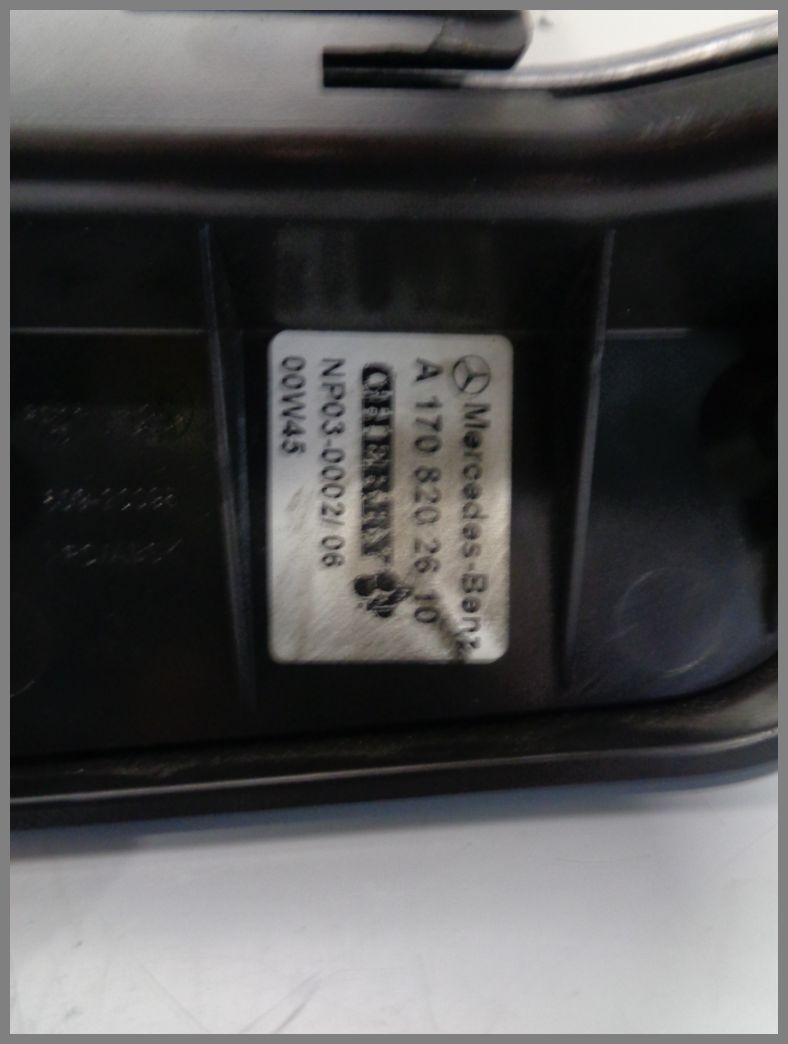 Mercedes-Benz
A 170 820 26 10
CHERRY
NP03-0002/06
00W45